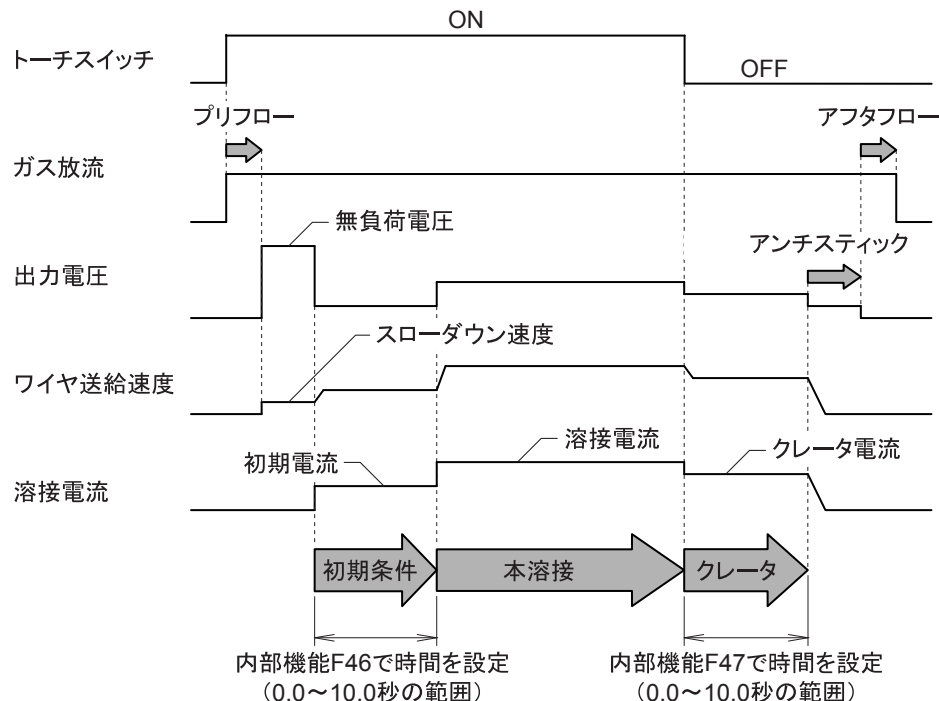 ON
トーチスイッチ
OFF
プリフロー
アフタフロー
ガス放流
無負荷電圧
アンチスティック
出力電圧
スローダウン速度
ワイヤ送給速度
溶接電流
初期電流
クレータ電流
溶接電流
初期条件
本溶接
クレータ
内部機能F46で時間を設定
（0.0～10.0秒の範囲）
内部機能F47で時間を設定
（0.0～10.0秒の範囲）